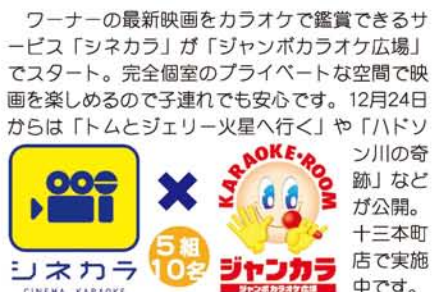 ワーナーの最新映画をカラオケで鑑賞できるサ
ービス「シネカラ」が「ジャンボカラオケ広場」
でスタート。完全個室のプライベートな空間で映
画を楽しめるので子連れでも安心です。12月24日
からは「トムとジェリー火星へ行く」や「ハドソ
ン川の奇
跡」など
が公開。
十三本町
店で実施
中です。
シネカラ
CINEMA KARAOKE
×
5組
10名
KARAOKE・ROOM
ジャンカラ
ジャンボカラオケ広場